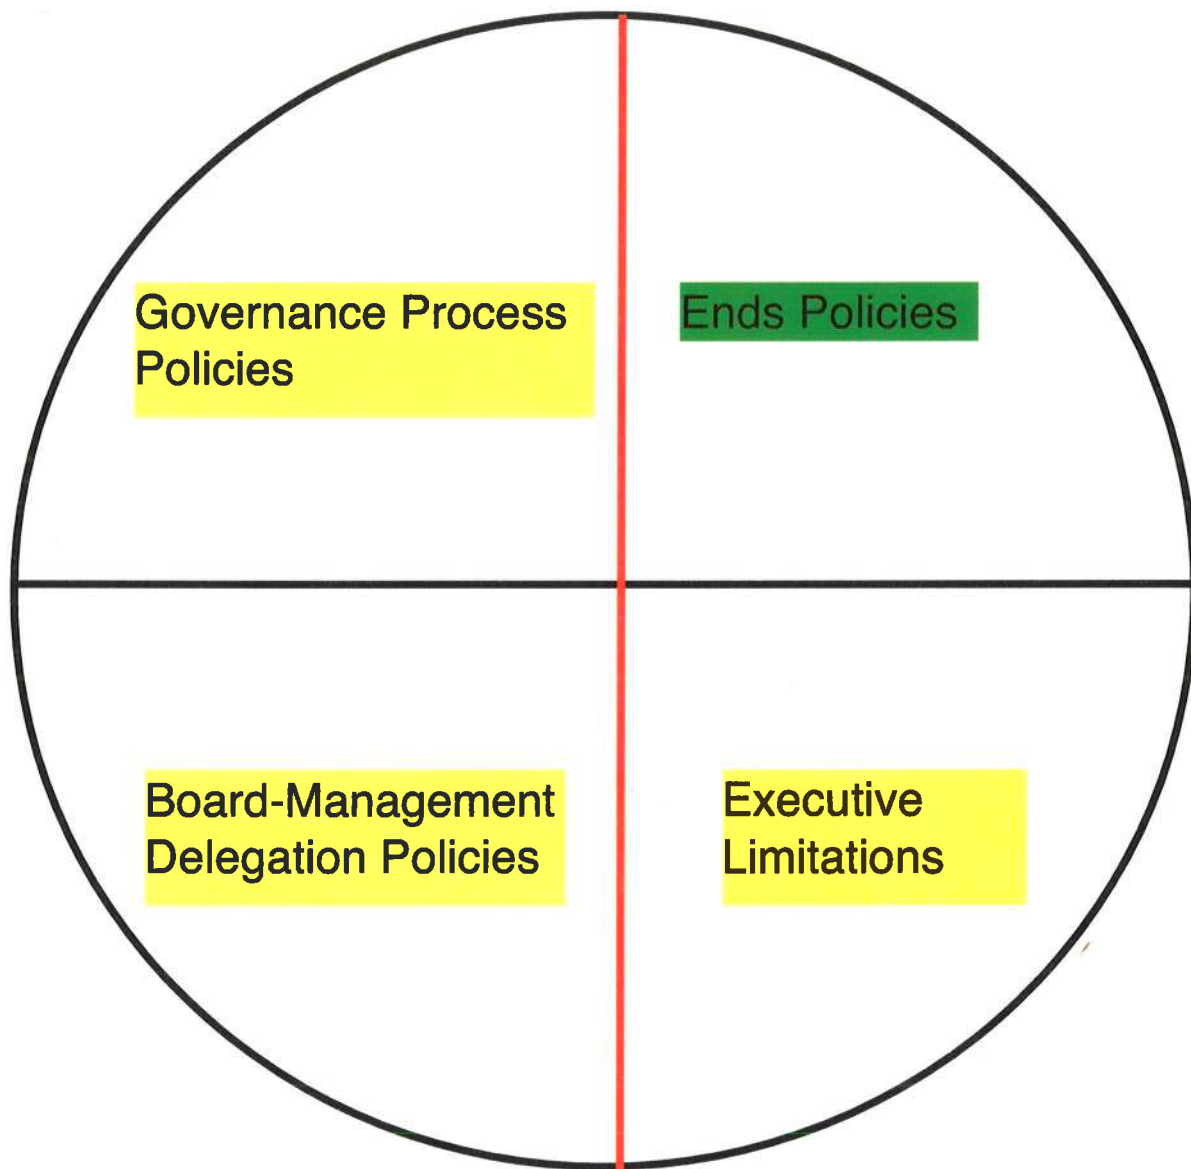 Governance Process
Policies
Ends Policies
Board-Management
Delegation Policies
Executive
Limitations